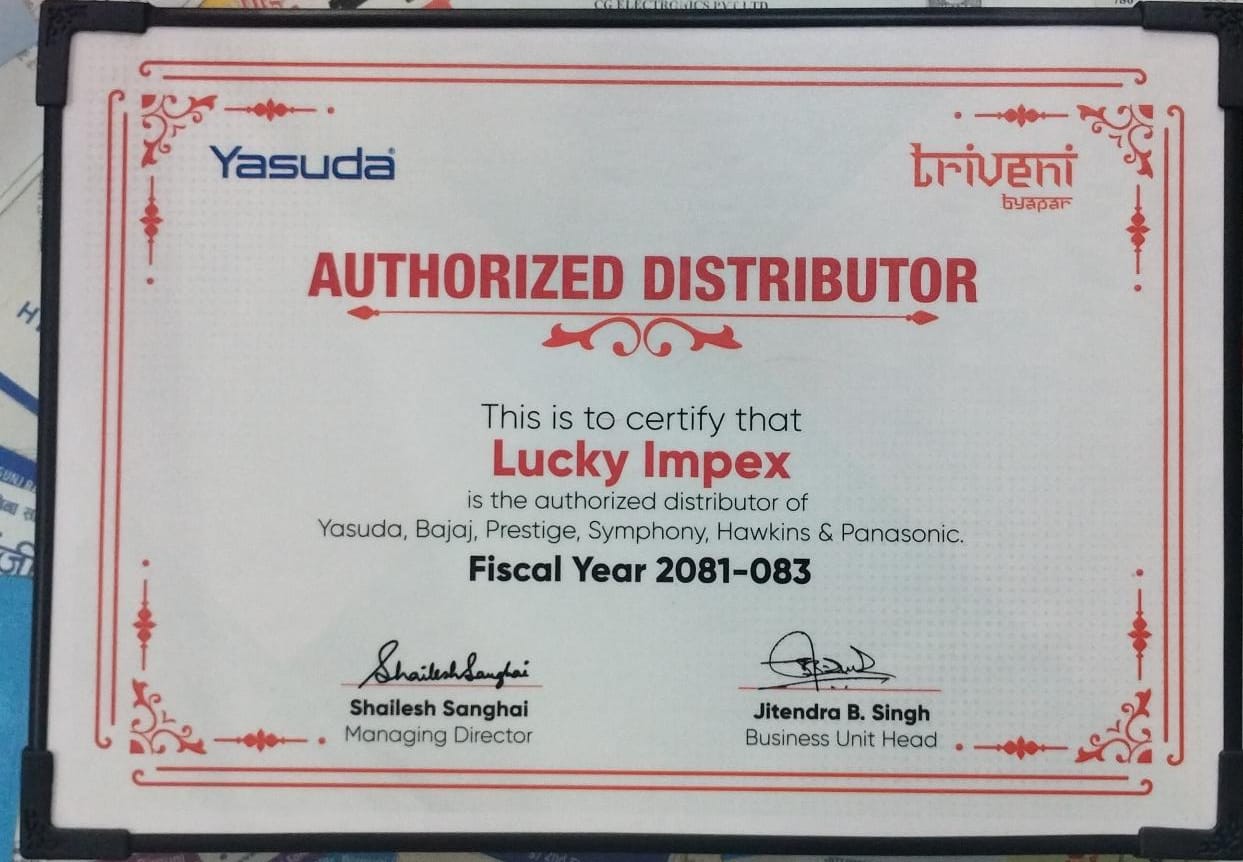 CG ELECTRONICS PVT LTD
Yasuda
triveni
byapar
AUTHORIZED DISTRIBUTOR
This is to certify that
Lucky Impex
is the authorized distributor of
Yasuda, Bajaj, Prestige, Symphony, Hawkins & Panasonic.
Fiscal Year 2081-083
Shailesh Sanghai
Shailesh Sanghai
Managing Director
Jitendra B. Singh
Business Unit Head